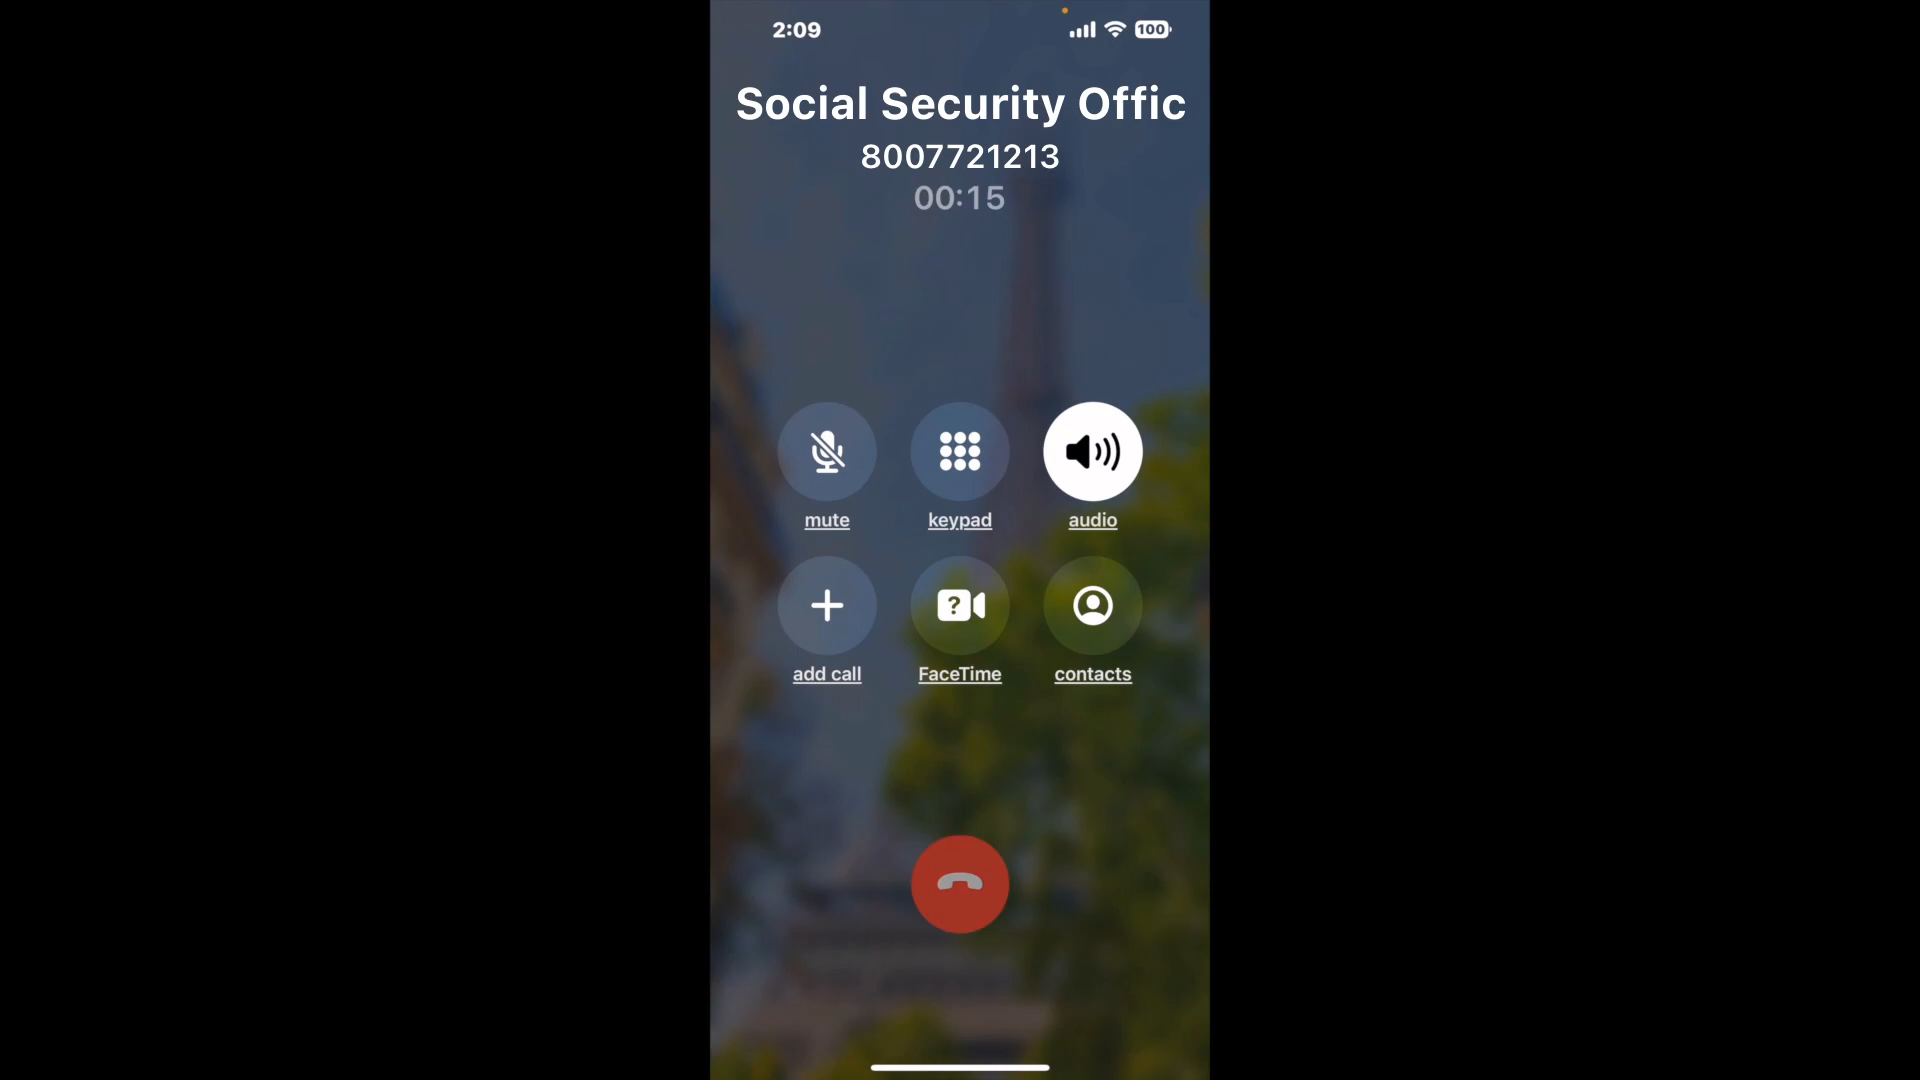 2:09
100
Social Security Offic
8007721213
00:15
mute
keypad
audio
?
add call
FaceTime
contacts